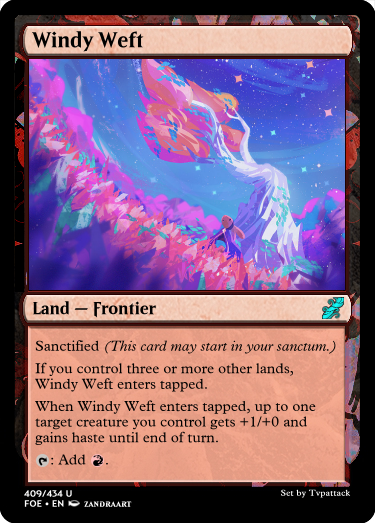 Windy Weft
Land — Frontier
Sanctified (This card may start in your sanctum.)
If you control three or more other lands,
Windy Weft enters tapped.
When Windy Weft enters tapped, up to one
target creature you control gets +1/+0 and
gains haste until end of turn.
: Add .
409/434 U
Set by Tvpattack
FOE • EN ZANDRAART